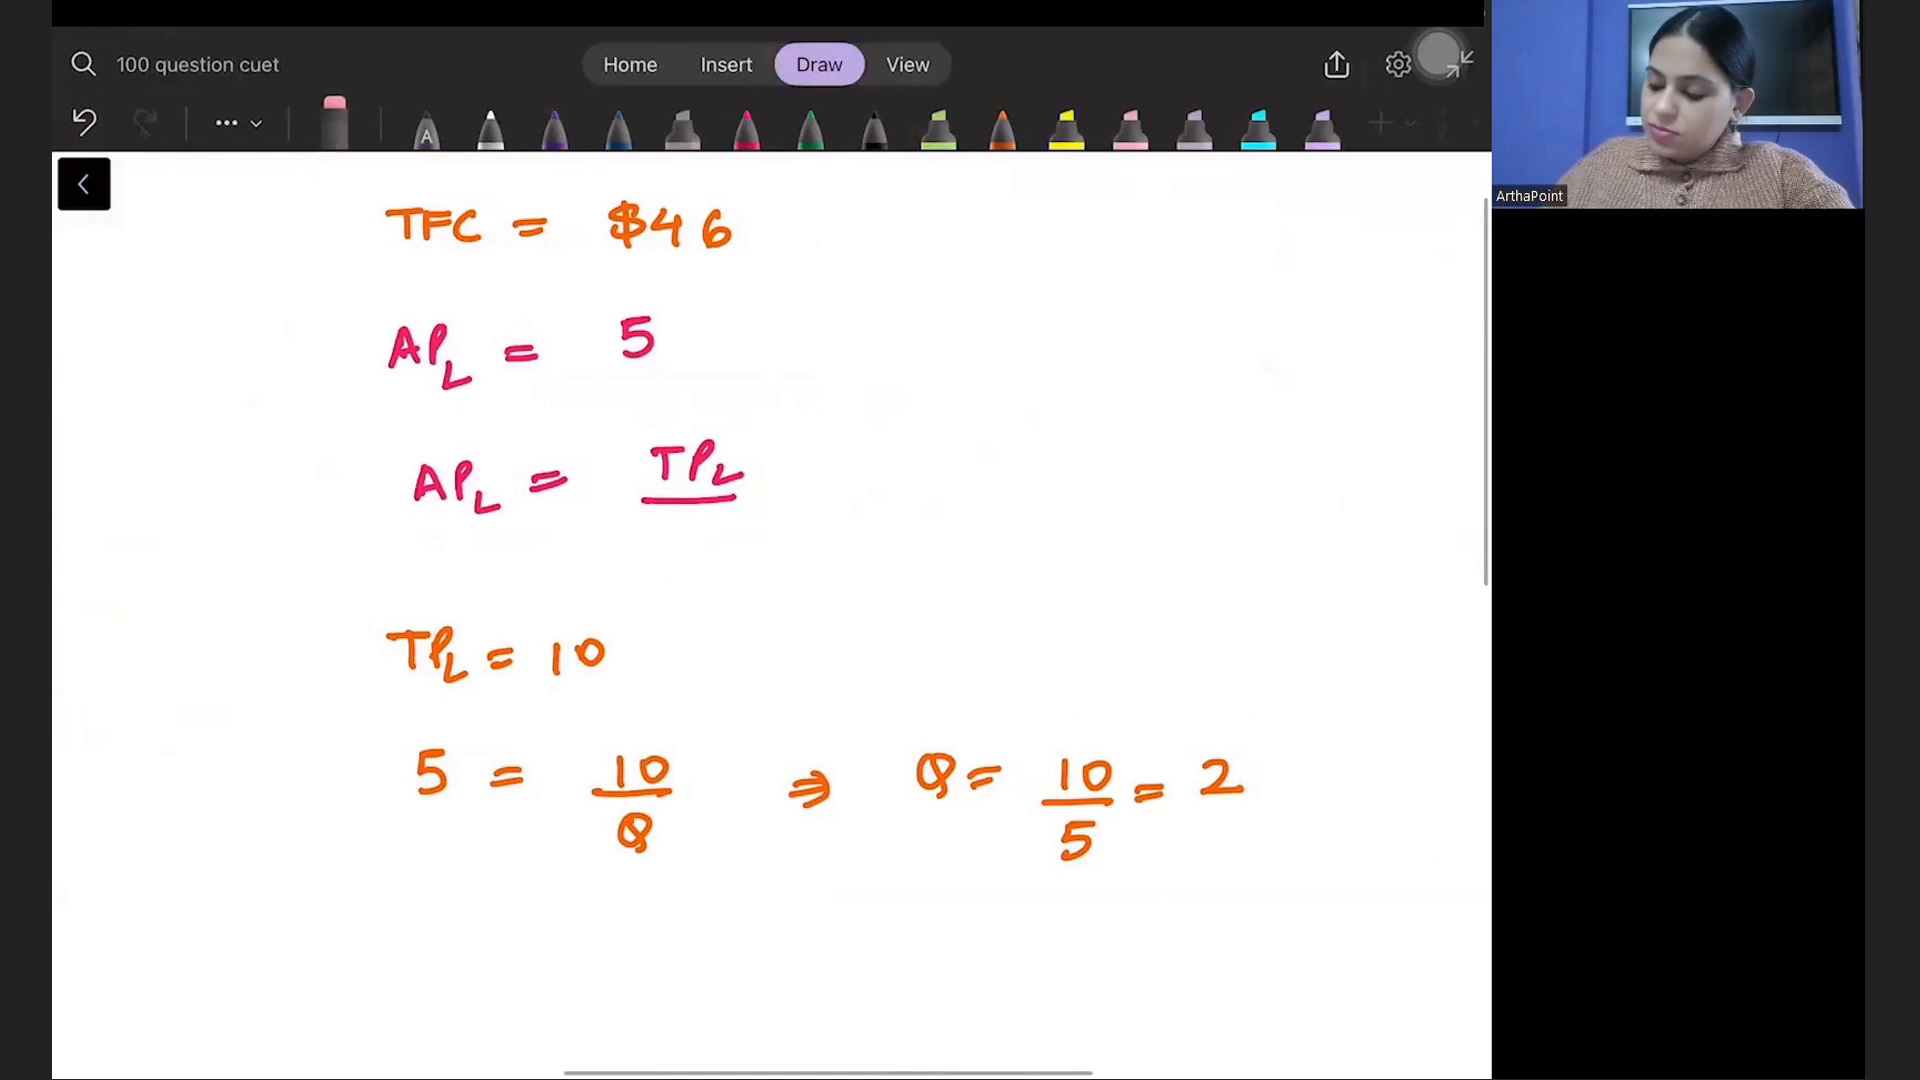 100 question cuet
Home Insert Draw View
A
ArthaPoint
TFC = $46
AP_L = 5
AP_L = TP_L
TP_L = 10
5 = 10/Q ⇒ Q = 10/5 = 2